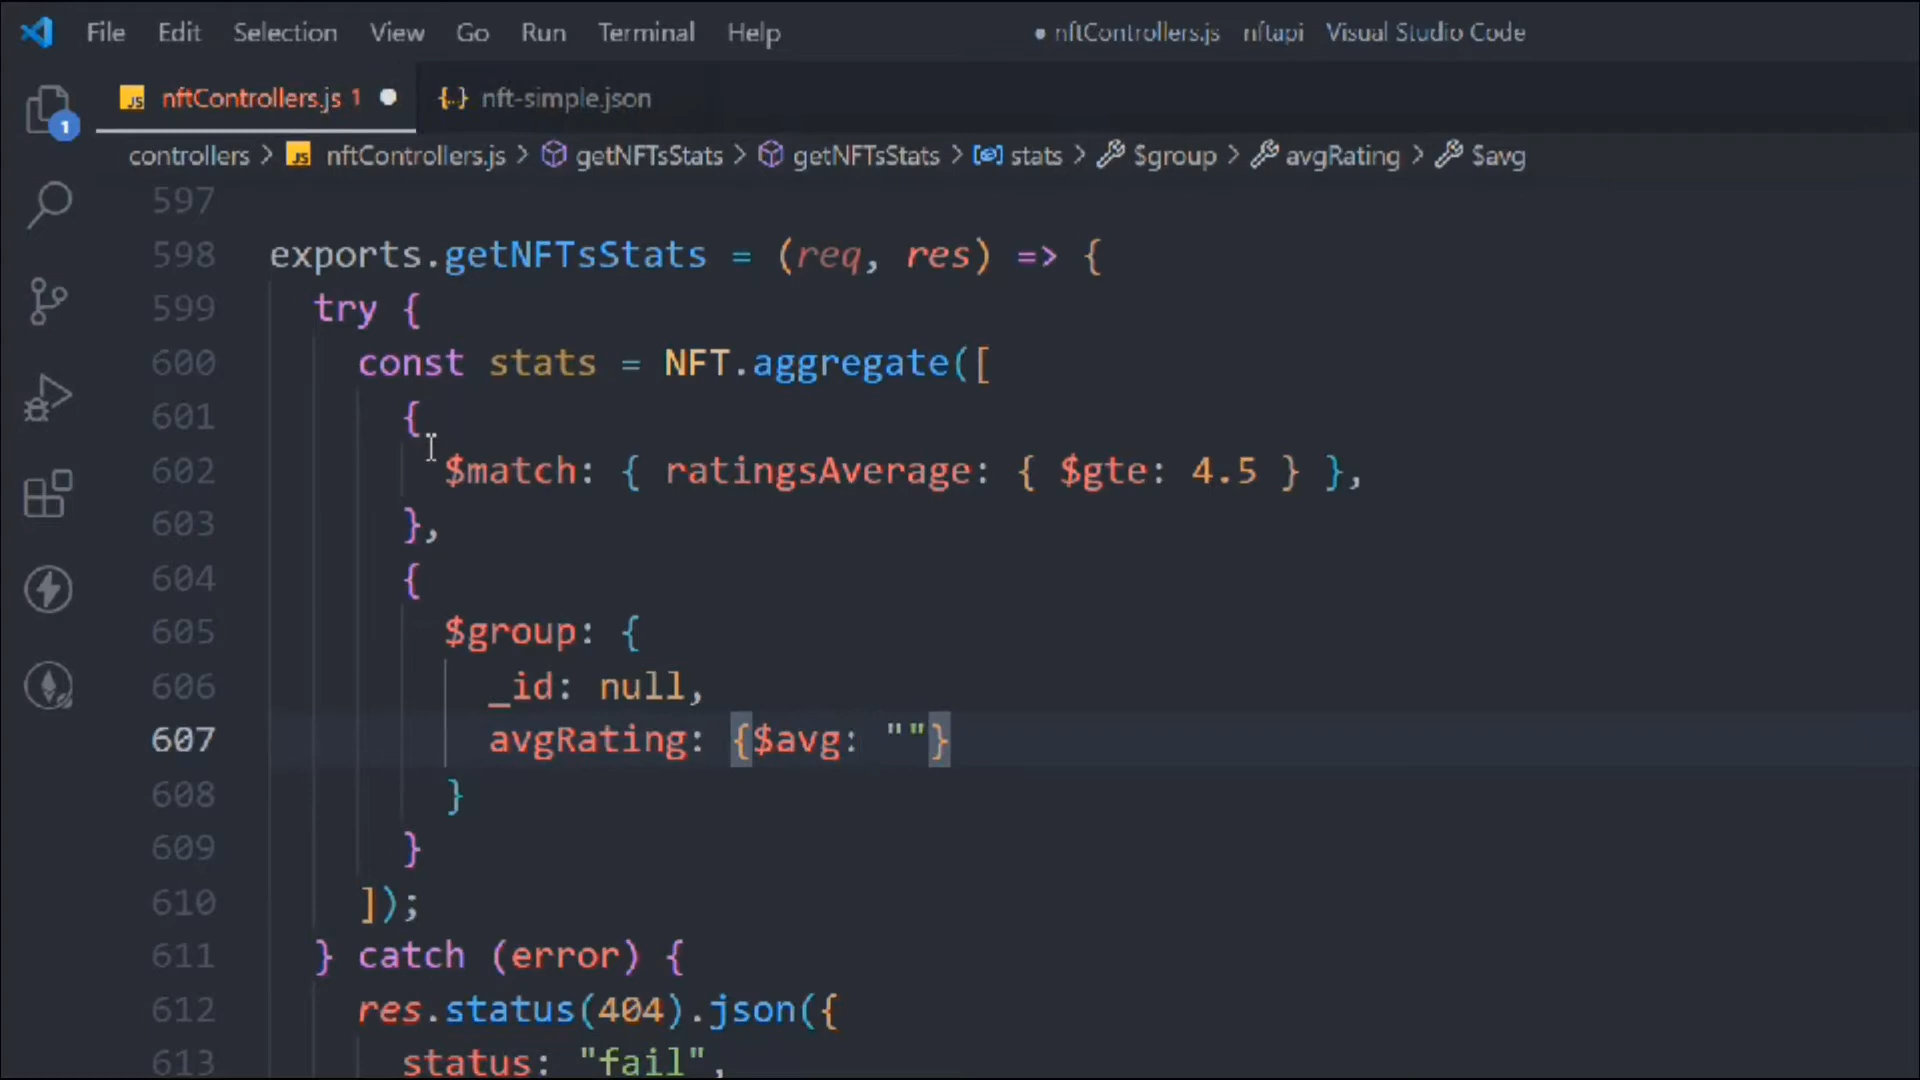 File Edit Selection View Go Run Terminal Help ● nftControllers.js nftapi Visual Studio Code
JS nftControllers.js 1 ● {..} nft-simple.json
1
controllers > JS nftControllers.js > getNFTsStats > getNFTsStats > stats > $group > avgRating > $avg
597
598 exports.getNFTsStats = (req, res) => {
599 try {
600 const stats = NFT.aggregate([
601 {
602 $match: { ratingsAverage: { $gte: 4.5 } },
603 },
604 {
605 $group: {
606 _id: null,
607 avgRating: {$avg: ""}
608 }
609 }
610 ]);
611 } catch (error) {
612 res.status(404).json({
613 status: "fail",